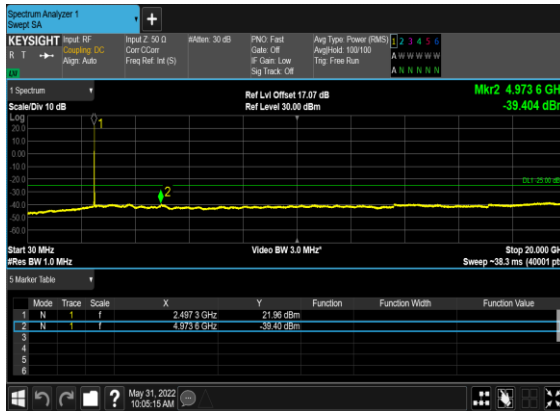 Spectrum Analyzer 1
Swept SA
+
KEYSIGHT Input: RF Input Z: 50 Ω #Atten: 30 dB PNO: Fast Avg Type: Power (RMS) 1 2 3 4 5 6
R T Coupling: DC Corr CCorr Gate: Off Avg|Hold: 100/100 A W W W W W
Align: Auto Freq Ref: Int (S) IF Gain: Low Trig: Free Run
Sig Track: Off A N N N N N
1 Spectrum Ref Lvl Offset 17.07 dB Mkr2 4.973 6 GH
Scale/Div 10 dB Ref Level 30.00 dBm -39.404 dB
Log
20.0
10.0
0.00
-10.0
-20.0
-30.0
-40.0
-50.0
-60.0
1
2
DL1 -25.00 dB
Start 30 MHz Video BW 3.0 MHz* Stop 20.000 GH
#Res BW 1.0 MHz Sweep ~38.3 ms (40001 pt
5 Marker Table
Mode Trace Scale X Y Function Function Width Function Value
1 N 1 f 2.497 3 GHz 21.96 dBm
2 N 1 f 4.973 6 GHz -39.40 dBm
3
4
5
6
? May 31, 2022
10:05:15 AM